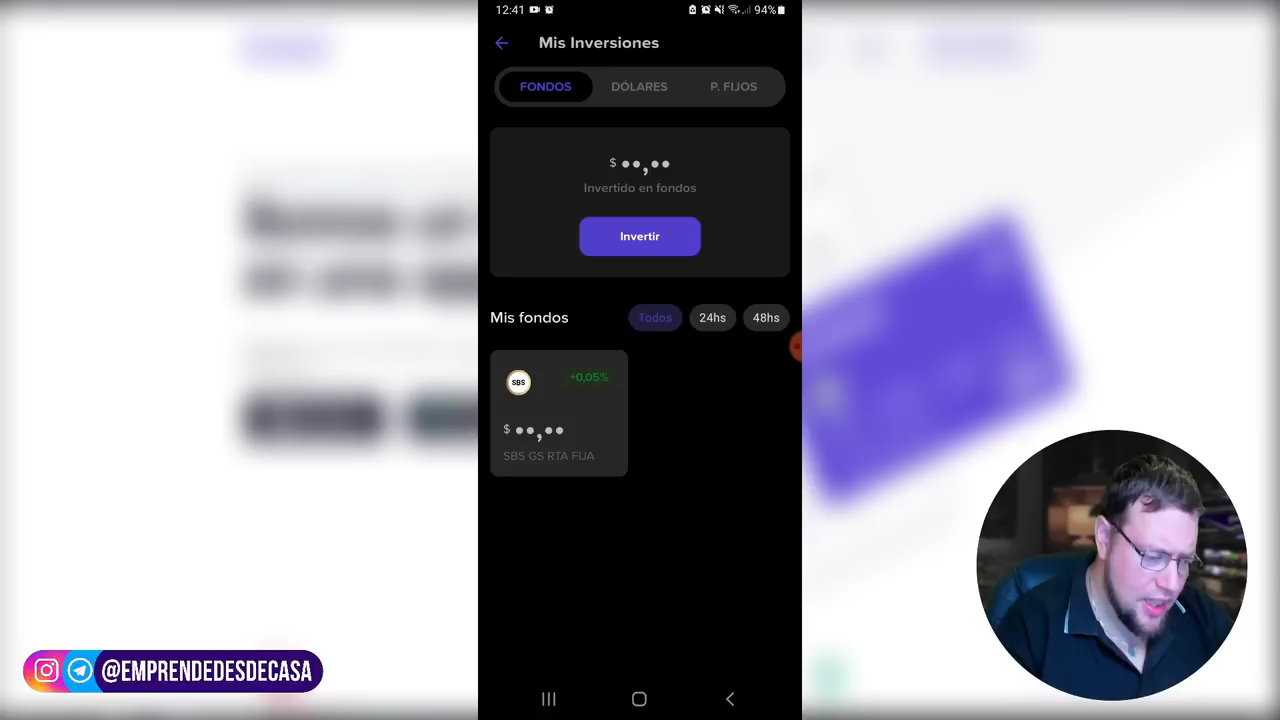 12:41
94%
Mis Inversiones
FONDOS DÓLARES P. FIJOS
$ ••,••
Invertido en fondos
Invertir
Mis fondos Todos 24hs 48hs
SBS +0,05%
$ ••,••
SBS GS RTA FIJA
@EMPRENDEDESDECASA